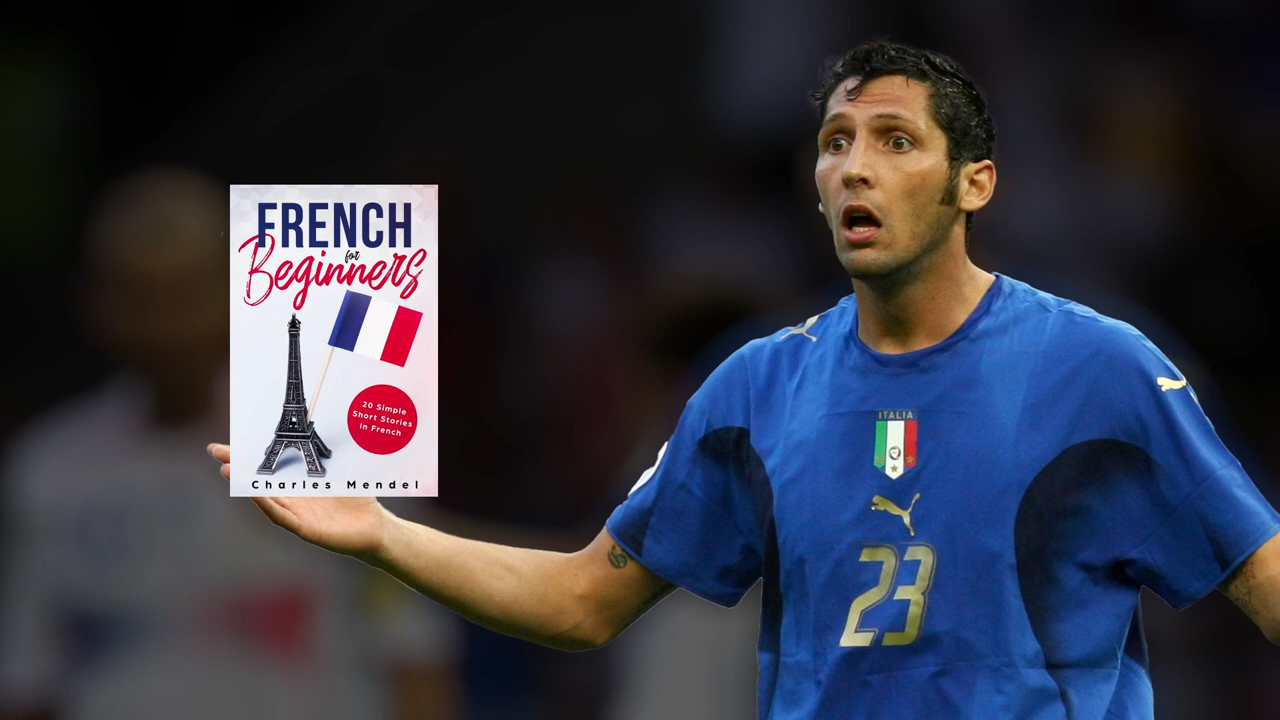 FRENCH
for
Beginners
20 Simple
Short Stories
In French
Charles Mendel
ITALIA
23